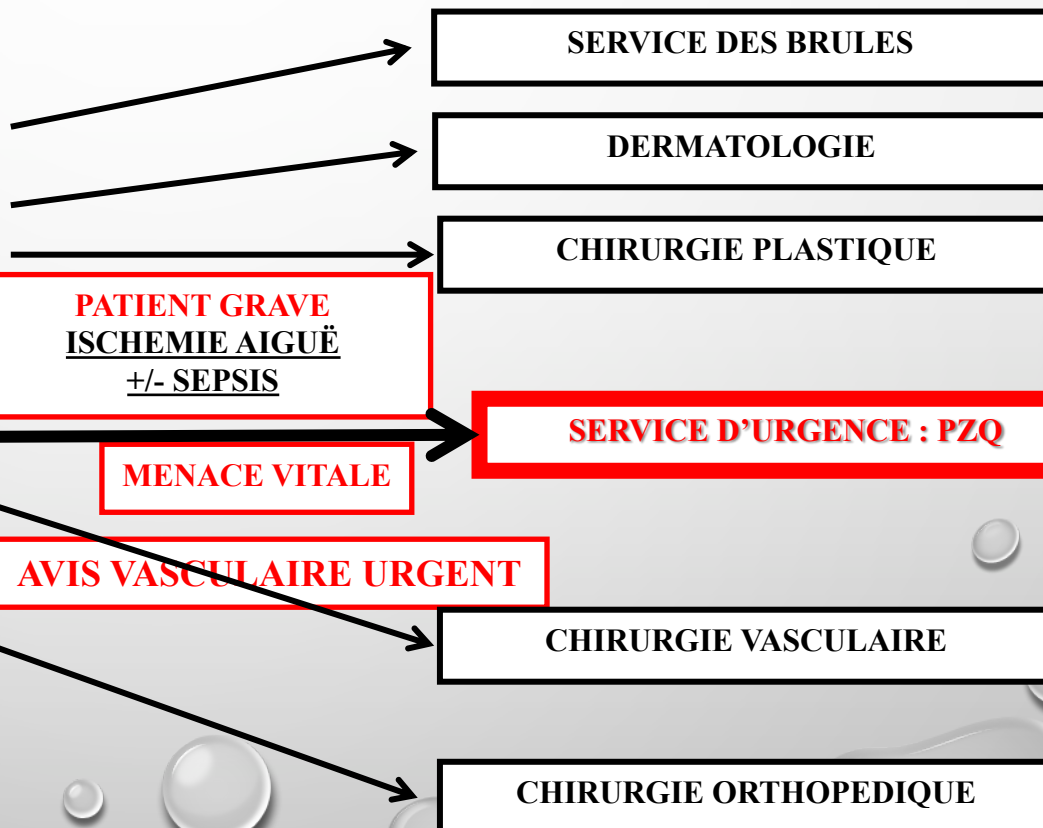 SERVICE DES BRULES
DERMATOLOGIE
CHIRURGIE PLASTIQUE
PATIENT GRAVE
ISCHEMIE AIGUË
+/- SEPSIS
SERVICE D’URGENCE : PZQ
MENACE VITALE
AVIS VASCULAIRE URGENT
CHIRURGIE VASCULAIRE
CHIRURGIE ORTHOPEDIQUE